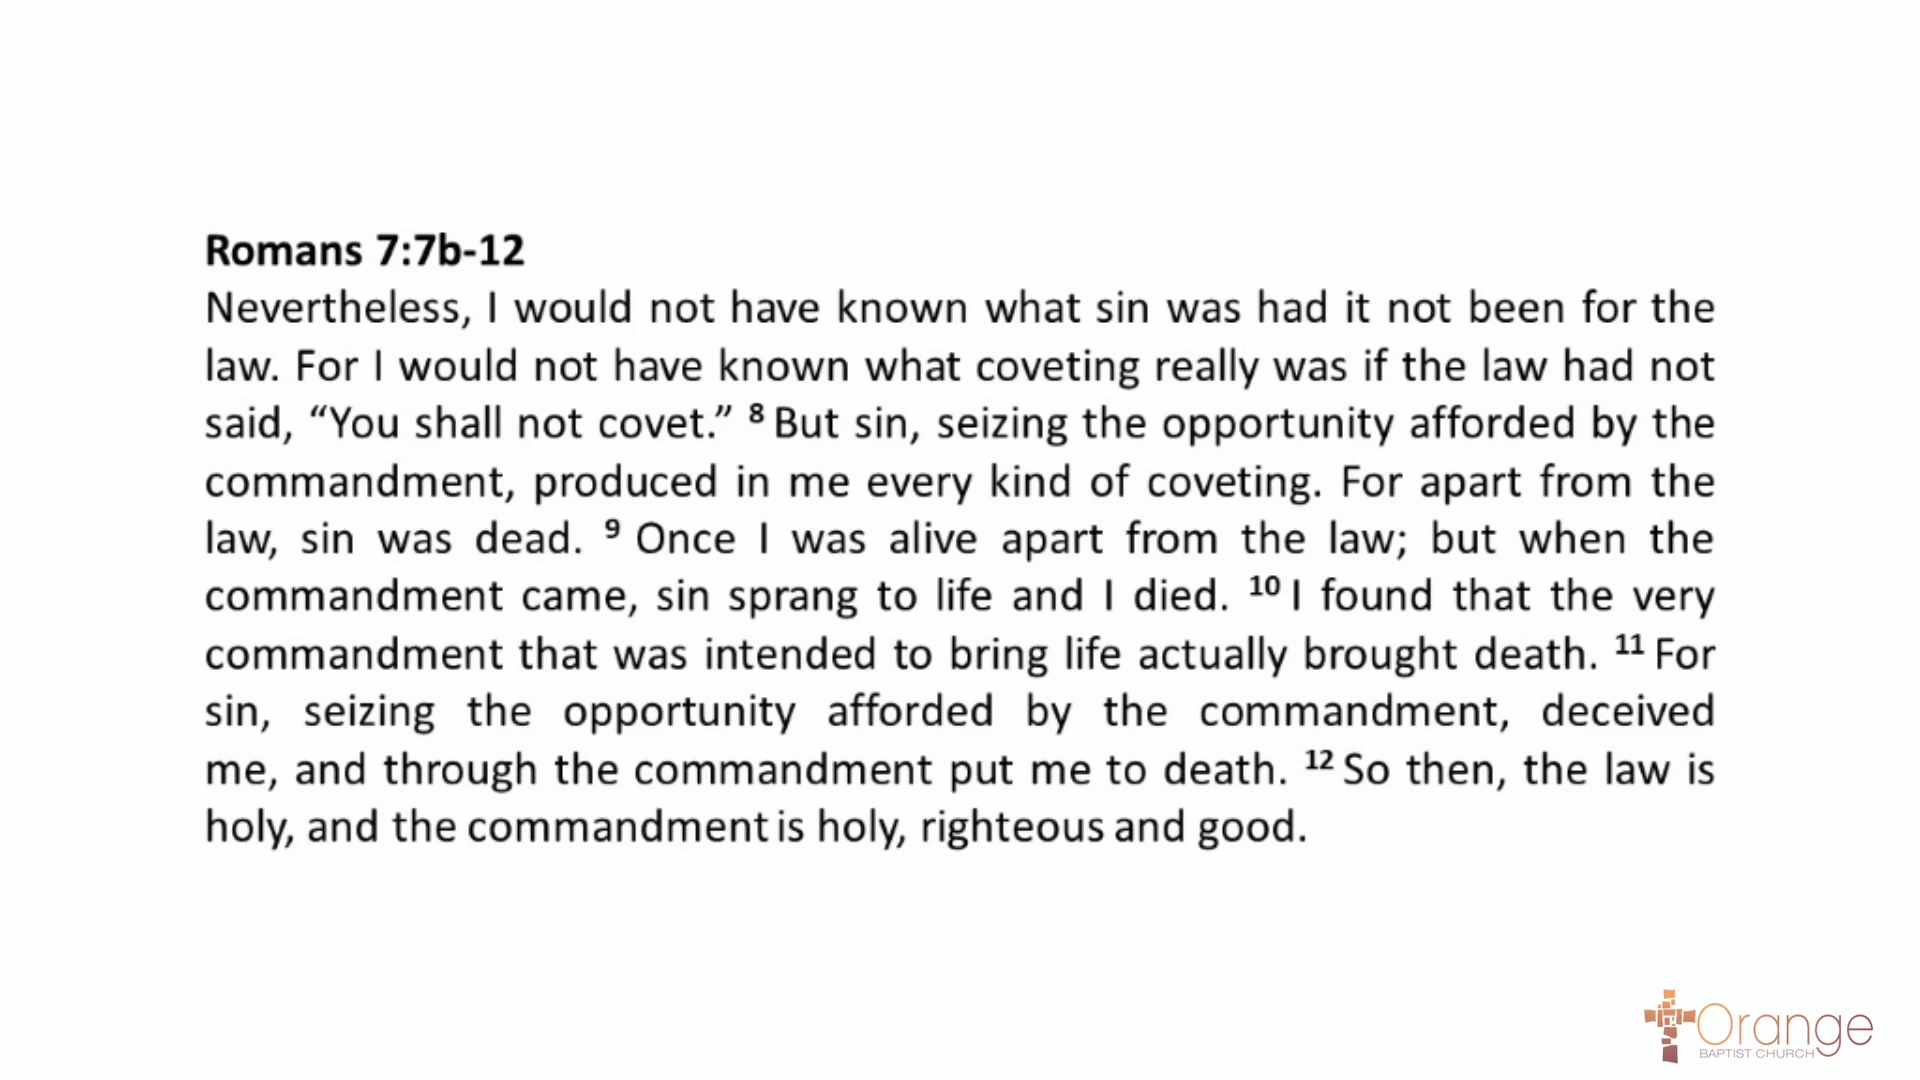 Romans 7:7b-12
Nevertheless, I would not have known what sin was had it not been for the
law. For I would not have known what coveting really was if the law had not
said, “You shall not covet.” ⁸ But sin, seizing the opportunity afforded by the
commandment, produced in me every kind of coveting. For apart from the
law, sin was dead. ⁹ Once I was alive apart from the law; but when the
commandment came, sin sprang to life and I died. ¹⁰ I found that the very
commandment that was intended to bring life actually brought death. ¹¹ For
sin, seizing the opportunity afforded by the commandment, deceived
me, and through the commandment put me to death. ¹² So then, the law is
holy, and the commandment is holy, righteous and good.
Orange
BAPTIST CHURCH